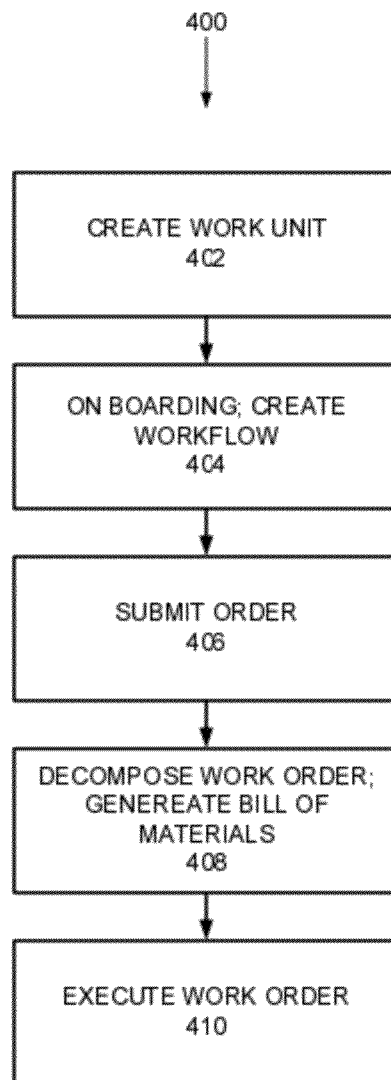 400
CREATE WORK UNIT
402
ON BOARDING; CREATE
WORKFLOW
404
SUBMIT ORDER
406
DECOMPOSE WORK ORDER;
GENEREATE BILL OF
MATERIALS
408
EXECUTE WORK ORDER
410